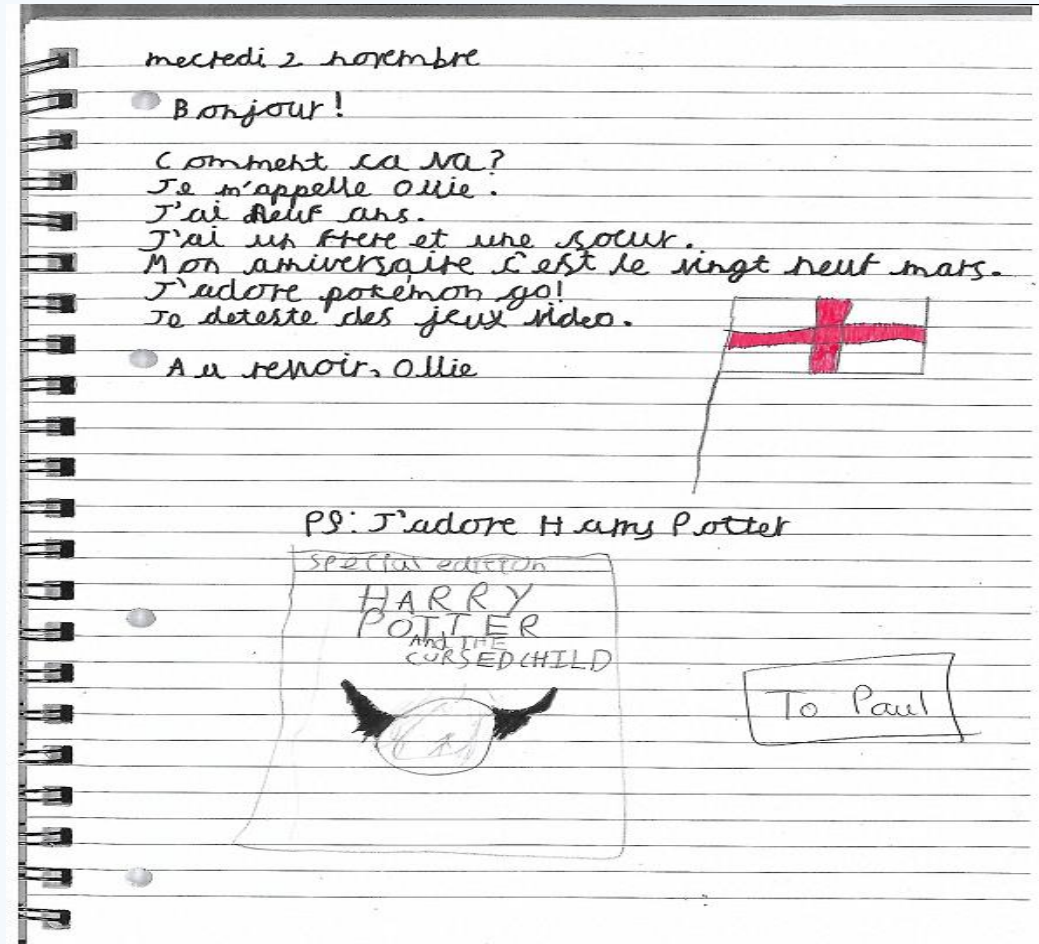 mecredi 2 novembre
Bonjour!
Comment ca va?
Je m'appelle Ollie.
J'ai neuf ans.
J'ai un frere et une soeur.
Mon anniversaire c'est le vingt neuf mars.
J'adore pokémon go!
Je deteste des jeux video.
Au revoir, Ollie
PS: J'adore Harry Potter
special edition
HARRY
POTTER
And THE
CURSED CHILD
To Paul